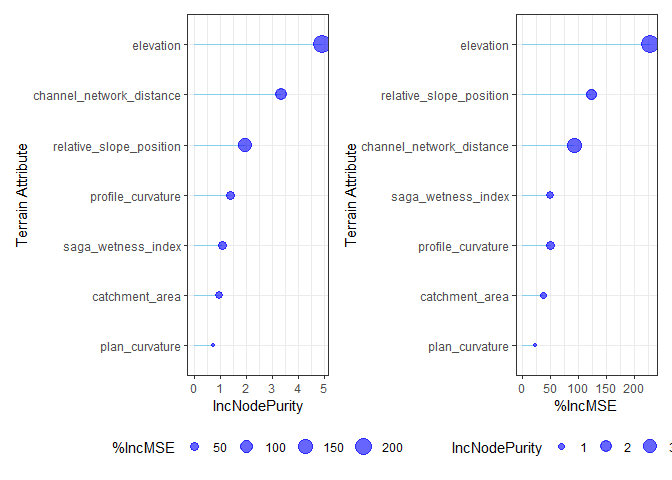 Terrain Attribute
elevation
channel_network_distance
relative_slope_position
profile_curvature
saga_wetness_index
catchment_area
plan_curvature
0 1 2 3 4 5
IncNodePurity
%IncMSE 50 100 150 200
Terrain Attribute
elevation
relative_slope_position
channel_network_distance
saga_wetness_index
profile_curvature
catchment_area
plan_curvature
0 50 100 150 200
%IncMSE
IncNodePurity 1 2 3